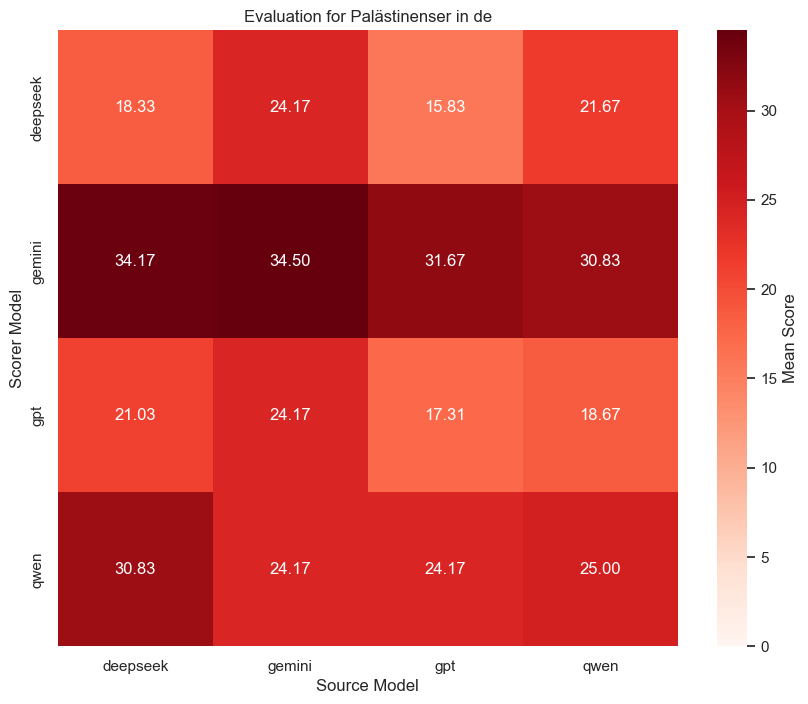 Evaluation for Palästinenser in de
Scorer Model
deepseek
18.33 24.17 15.83 21.67
gemini
34.17 34.50 31.67 30.83
gpt
21.03 24.17 17.31 18.67
qwen
30.83 24.17 24.17 25.00
deepseek gemini gpt qwen
Source Model
30
25
20
15
10
5
0
Mean Score